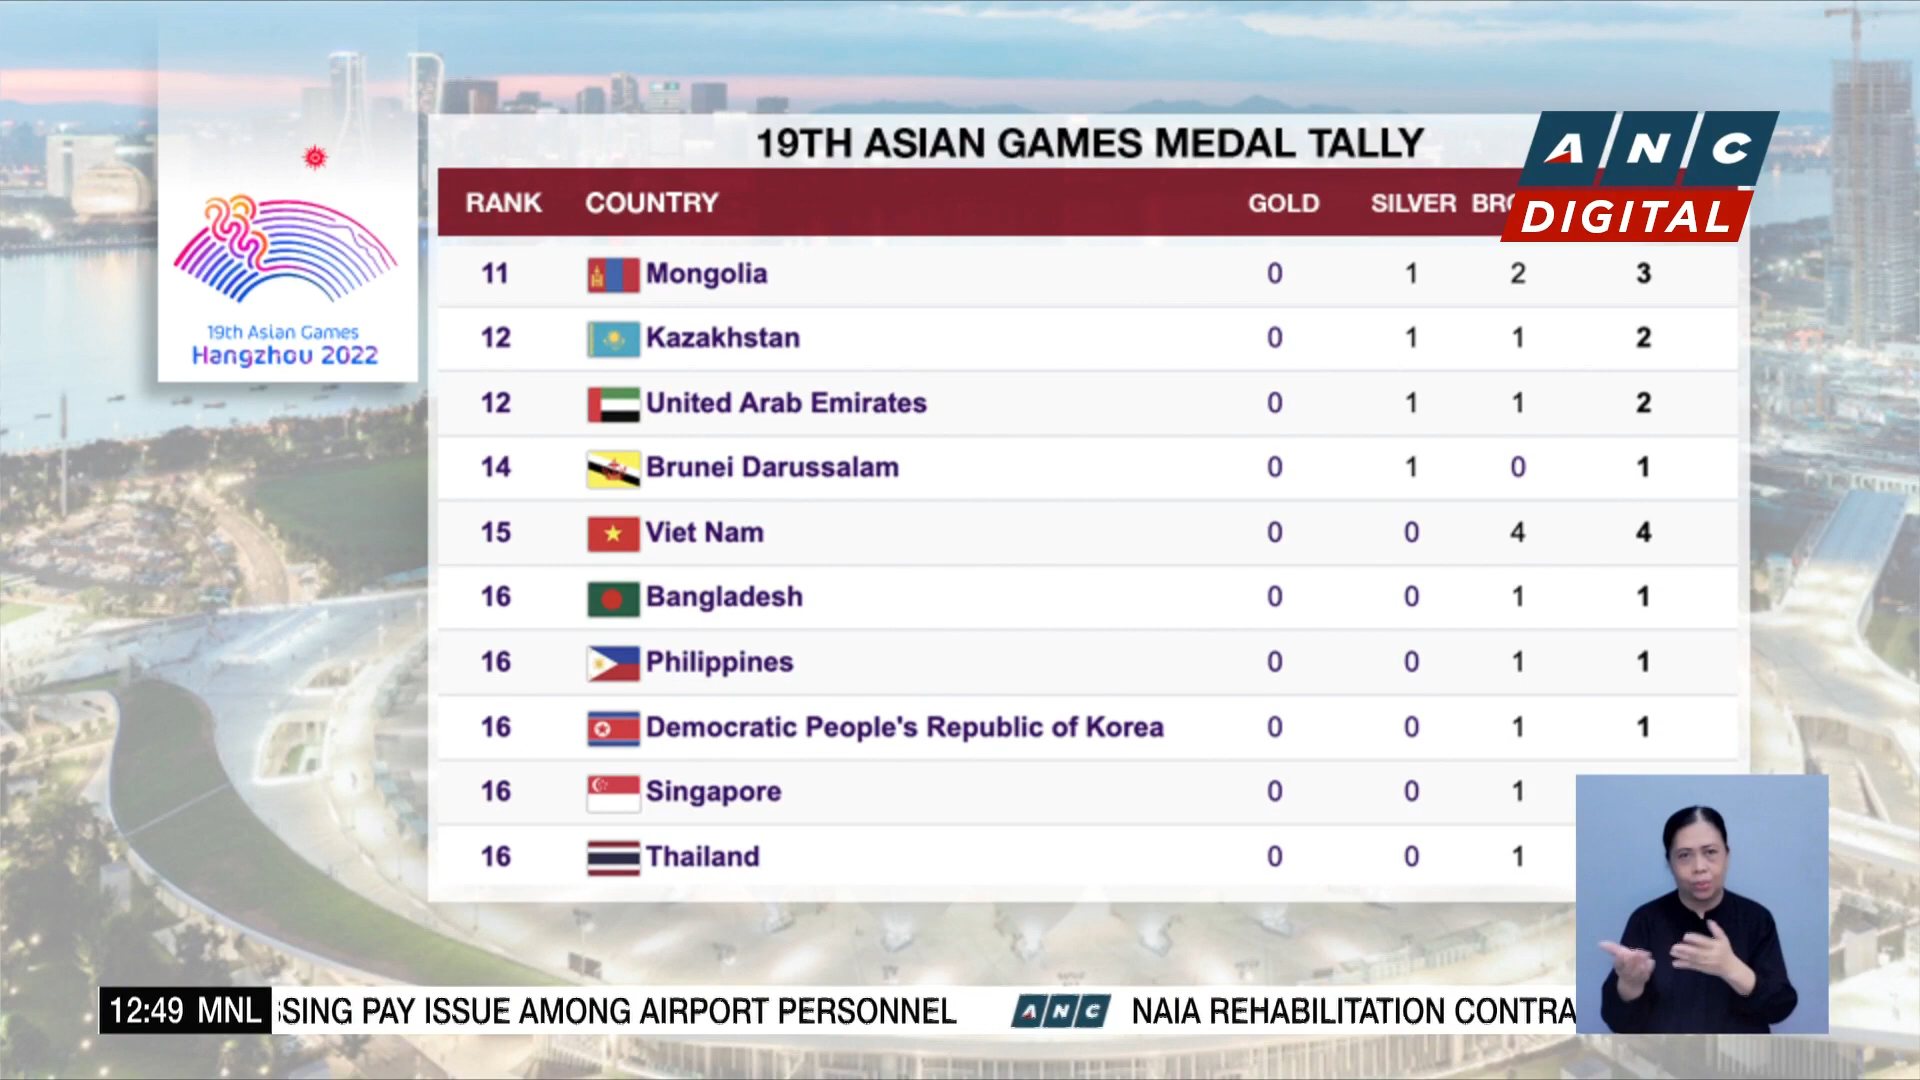 19TH ASIAN GAMES MEDAL TALLY
ANC
DIGITAL
RANK COUNTRY GOLD SILVER
11 Mongolia 0 1 2 3
12 Kazakhstan 0 1 1 2
12 United Arab Emirates 0 1 1 2
14 Brunei Darussalam 0 1 0 1
15 Viet Nam 0 0 4 4
16 Bangladesh 0 0 1 1
16 Philippines 0 0 1 1
16 Democratic People's Republic of Korea 0 0 1 1
16 Singapore 0 0 1
16 Thailand 0 0 1
19th Asian Games
Hangzhou 2022
12:49 MNL SING PAY ISSUE AMONG AIRPORT PERSONNEL ANC NAIA REHABILITATION CONTRA